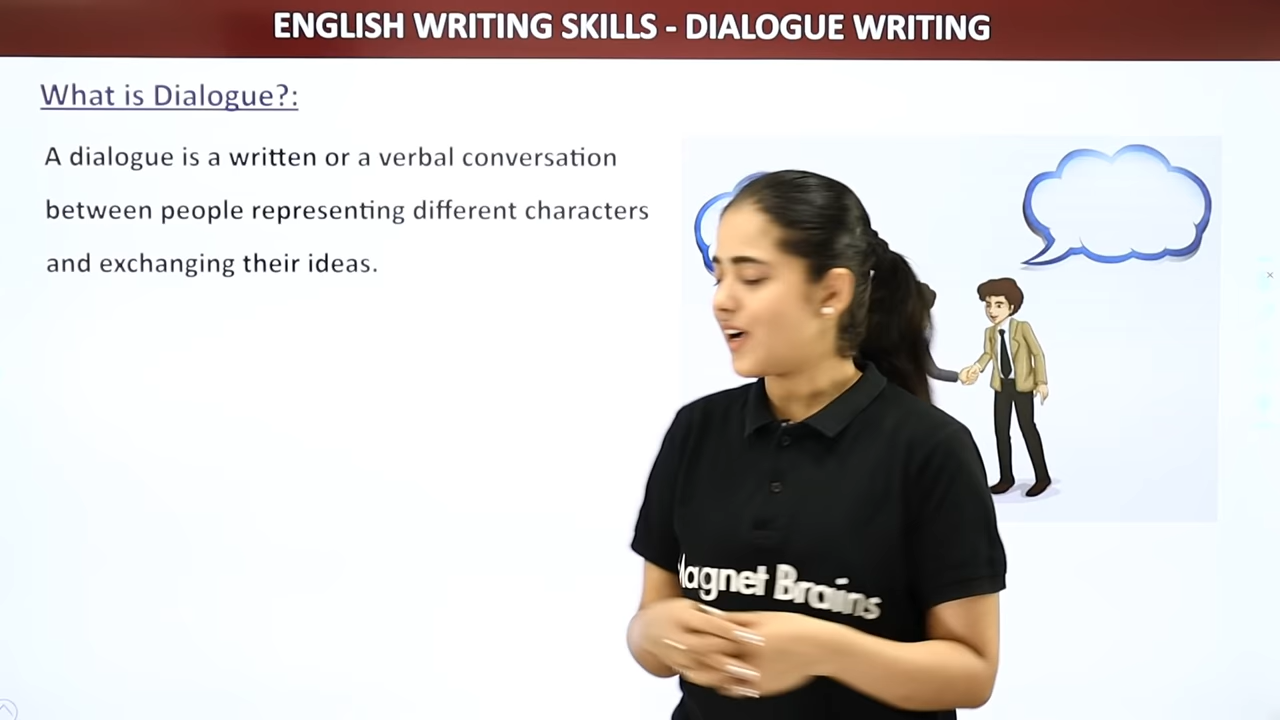 ENGLISH WRITING SKILLS - DIALOGUE WRITING
What is Dialogue?:
A dialogue is a written or a verbal conversation
between people representing different characters
and exchanging their ideas.
Magnet Brains